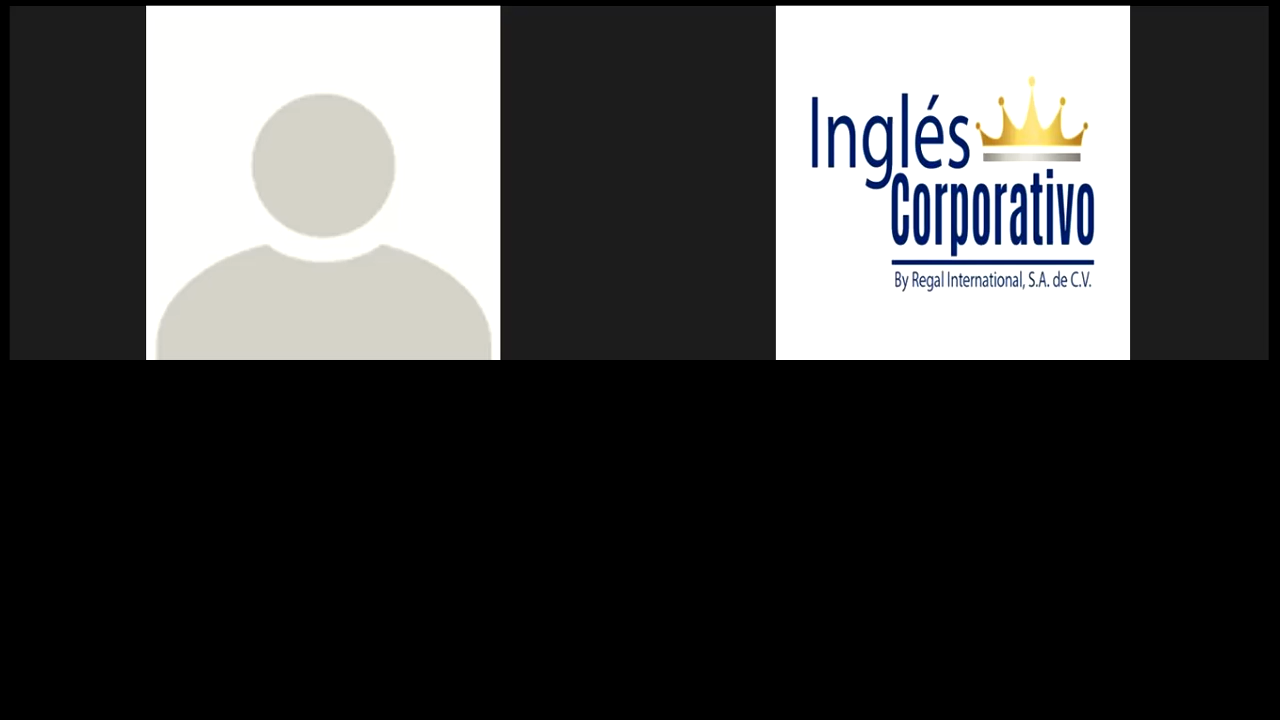 Inglés
Corporativo
By Regal International, S.A. de C.V.